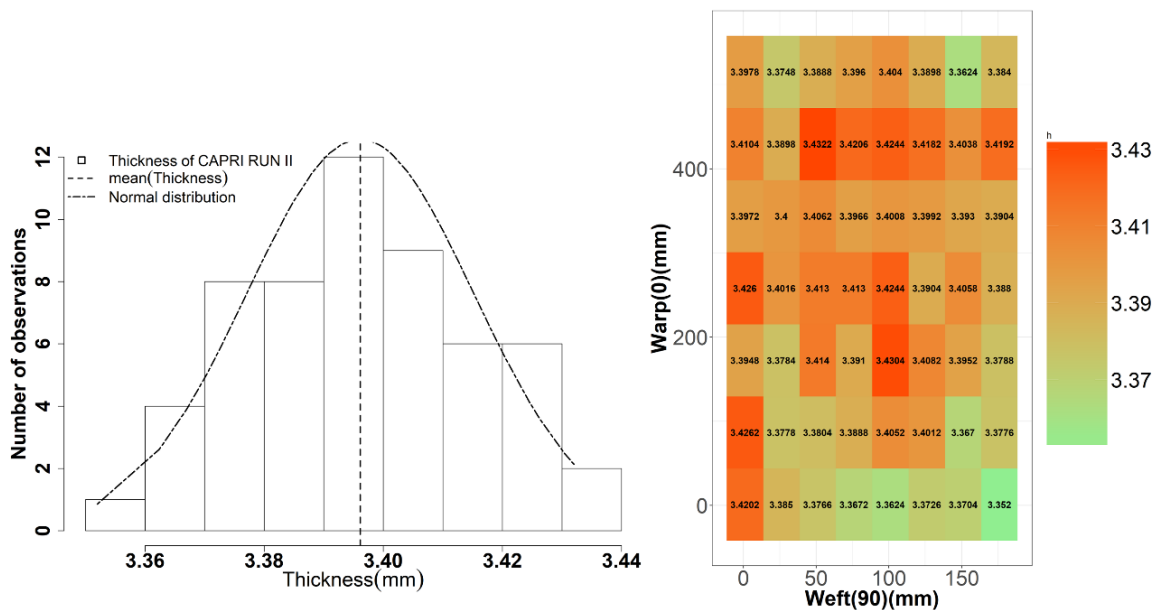 Number of observations
12
10
8
6
4
2
0
Thickness of CAPRI RUN II
mean(Thickness)
Normal distribution
3.36 3.38 3.40 3.42 3.44
Thickness(mm)
Warp(0)(mm)
400
200
0
3.3978 3.3748 3.3888 3.396 3.404 3.3898 3.3624 3.384
3.4104 3.3898 3.4322 3.4206 3.4244 3.4182 3.4038 3.4192
3.3972 3.4 3.4062 3.3966 3.4008 3.3992 3.393 3.3904
3.426 3.4016 3.413 3.413 3.4244 3.3904 3.4058 3.388
3.3948 3.3784 3.414 3.391 3.4304 3.4082 3.3952 3.3788
3.4262 3.3778 3.3804 3.3888 3.4052 3.4012 3.367 3.3776
3.4202 3.385 3.3766 3.3672 3.3624 3.3726 3.3704 3.352
0 50 100 150
Weft(90)(mm)
h
3.43
3.41
3.39
3.37